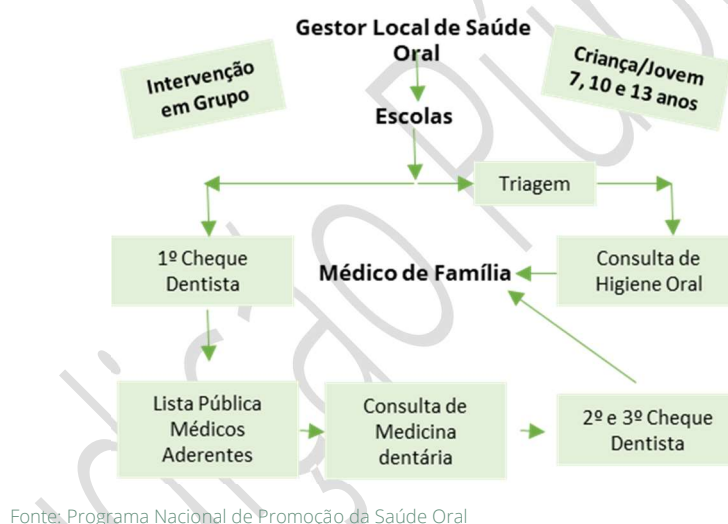 Gestor Local de Saúde
Oral
Intervenção
em Grupo
Criança/Jovem
7, 10 e 13 anos
Escolas
Triagem
1º Cheque
Dentista
Médico de Família
Consulta de
Higiene Oral
Lista Pública
Médicos
Aderentes
Consulta de
Medicina
dentária
2º e 3º Cheque
Dentista
Fonte: Programa Nacional de Promoção da Saúde Oral